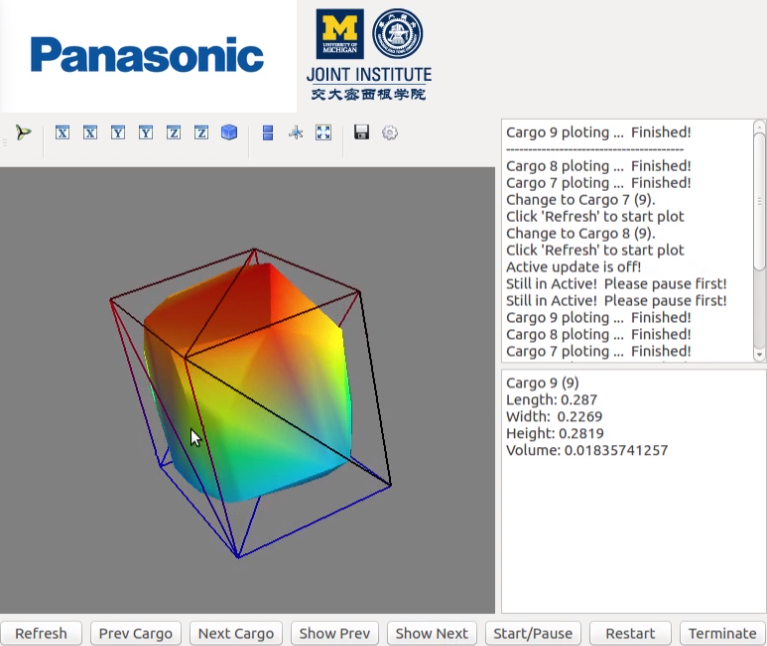 Panasonic
M
UNIVERSITY OF
MICHIGAN
JOINT INSTITUTE
交大密西根学院
X X Y Y Z Z
Cargo 9 ploting ... Finished!
----------------------------------------
Cargo 8 ploting ... Finished!
Cargo 7 ploting ... Finished!
Change to Cargo 7 (9).
Click 'Refresh' to start plot
Change to Cargo 8 (9).
Click 'Refresh' to start plot
Active update is off!
Still in Active! Please pause first!
Still in Active! Please pause first!
Cargo 9 ploting ... Finished!
Cargo 8 ploting ... Finished!
Cargo 7 ploting ... Finished!
Cargo 9 (9)
Length: 0.287
Width: 0.2269
Height: 0.2819
Volume: 0.01835741257
Refresh Prev Cargo Next Cargo Show Prev Show Next Start/Pause Restart Terminate